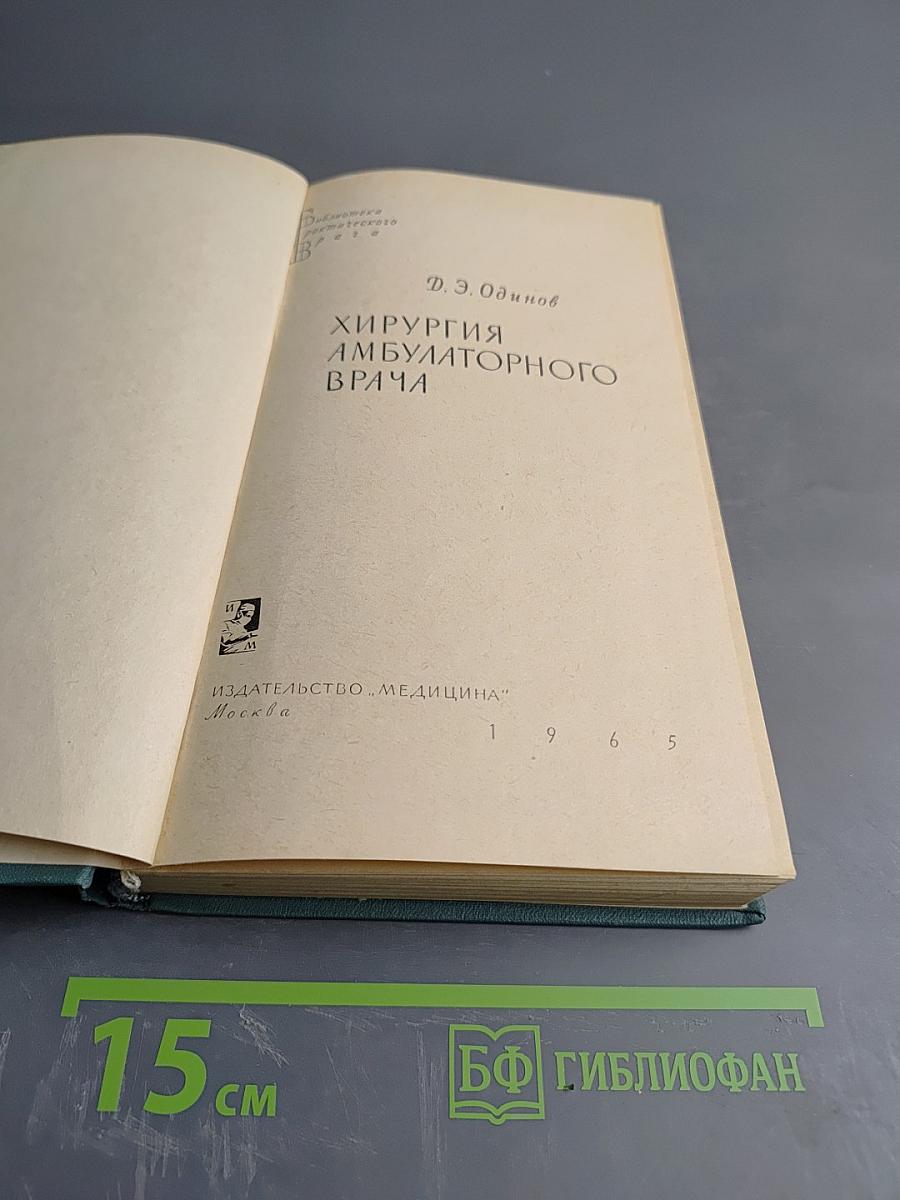 Библиотека
практического
Врача
Д. Э. Одинов
ХИРУРГИЯ
АМБУЛАТОРНОГО
ВРАЧА
И
М
ИЗДАТЕЛЬСТВО „МЕДИЦИНА"
Москва
1965
15 см
БФ ГИБЛИОФАН